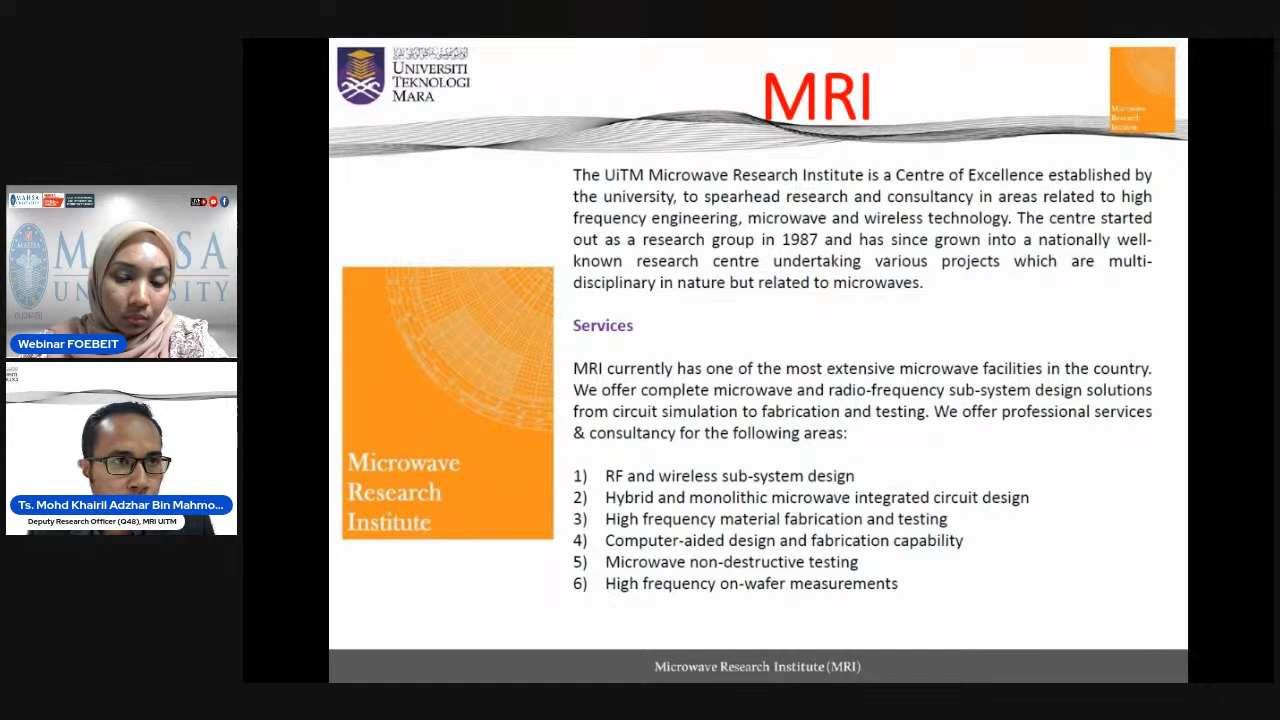 UNIVERSITI
TEKNOLOGI
MARA
MRI
Microwave
Research
Institute
The UiTM Microwave Research Institute is a Centre of Excellence established by
the university, to spearhead research and consultancy in areas related to high
frequency engineering, microwave and wireless technology. The centre started
out as a research group in 1987 and has since grown into a nationally well-
known research centre undertaking various projects which are multi-
disciplinary in nature but related to microwaves.
Services
MRI currently has one of the most extensive microwave facilities in the country.
We offer complete microwave and radio-frequency sub-system design solutions
from circuit simulation to fabrication and testing. We offer professional services
& consultancy for the following areas:
1) RF and wireless sub-system design
2) Hybrid and monolithic microwave integrated circuit design
3) High frequency material fabrication and testing
4) Computer-aided design and fabrication capability
5) Microwave non-destructive testing
6) High frequency on-wafer measurements
Microwave
Research
Institute
Microwave Research Institute (MRI)
MAHSA
UNIVERSITY
Webinar FOEBEIT
Ts. Mohd Khairil Adzhar Bin Mahmo...
Deputy Research Officer (Q48), MRI UiTM